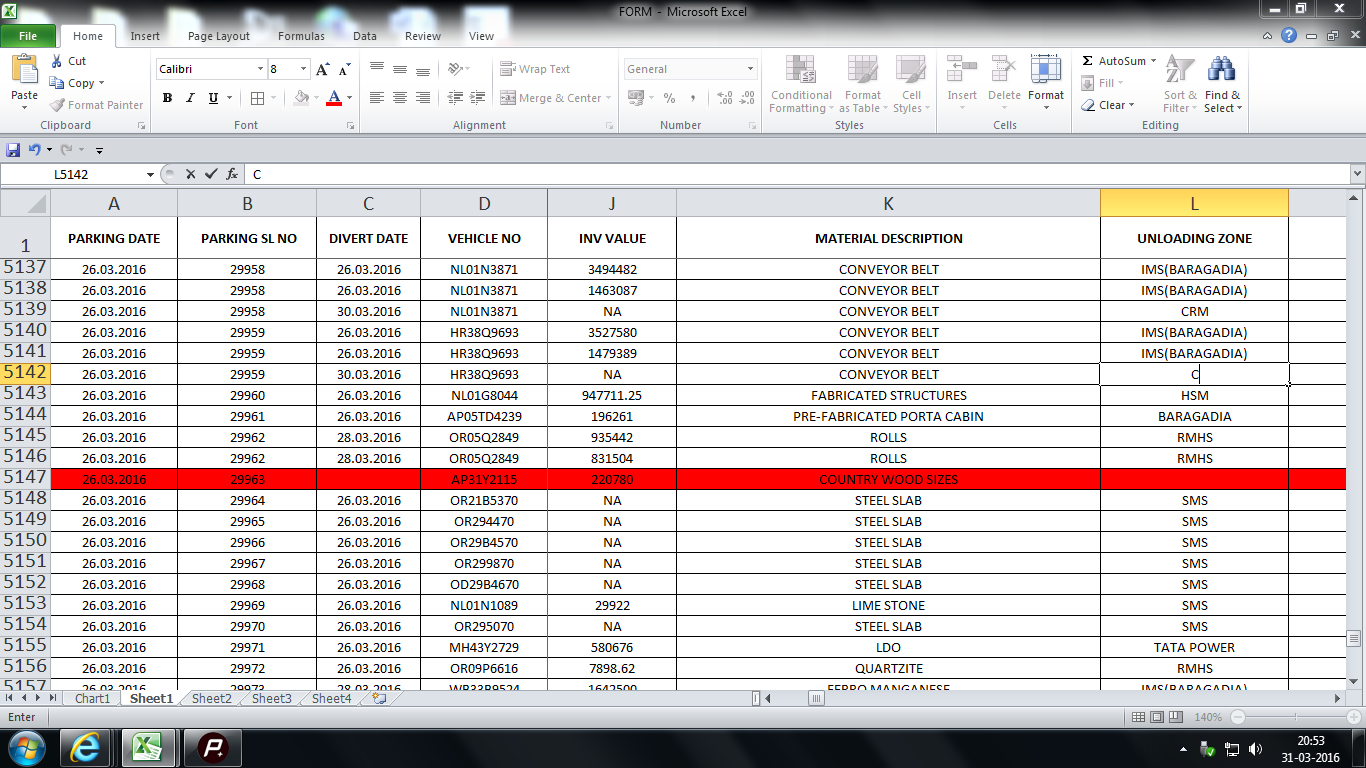 FORM - Microsoft Excel
File Home Insert Page Layout Formulas Data Review View
Cut Calibri 8 Wrap Text General AutoSum
Paste Copy Fill
Format Painter B I U Merge & Center % , Conditional Formatting Format as Table Cell Styles Insert Delete Format Clear Sort & Filter Find & Select
Clipboard Font Alignment Number Styles Cells Editing
L5142 fx C
A B C D J K L
1 PARKING DATE PARKING SL NO DIVERT DATE VEHICLE NO INV VALUE MATERIAL DESCRIPTION UNLOADING ZONE
5137 26.03.2016 29958 26.03.2016 NL01N3871 3494482 CONVEYOR BELT IMS(BARAGADIA)
5138 26.03.2016 29958 26.03.2016 NL01N3871 1463087 CONVEYOR BELT IMS(BARAGADIA)
5139 26.03.2016 29958 30.03.2016 NL01N3871 NA CONVEYOR BELT CRM
5140 26.03.2016 29959 26.03.2016 HR38Q9693 3527580 CONVEYOR BELT IMS(BARAGADIA)
5141 26.03.2016 29959 26.03.2016 HR38Q9693 1479389 CONVEYOR BELT IMS(BARAGADIA)
5142 26.03.2016 29959 30.03.2016 HR38Q9693 NA CONVEYOR BELT C
5143 26.03.2016 29960 26.03.2016 NL01G8044 947711.25 FABRICATED STRUCTURES HSM
5144 26.03.2016 29961 26.03.2016 AP05TD4239 196261 PRE-FABRICATED PORTA CABIN BARAGADIA
5145 26.03.2016 29962 28.03.2016 OR05Q2849 935442 ROLLS RMHS
5146 26.03.2016 29962 28.03.2016 OR05Q2849 831504 ROLLS RMHS
5147 26.03.2016 29963 AP31Y2115 220780 COUNTRY WOOD SIZES
5148 26.03.2016 29964 26.03.2016 OR21B5370 NA STEEL SLAB SMS
5149 26.03.2016 29965 26.03.2016 OR294470 NA STEEL SLAB SMS
5150 26.03.2016 29966 26.03.2016 OR29B4570 NA STEEL SLAB SMS
5151 26.03.2016 29967 26.03.2016 OR299870 NA STEEL SLAB SMS
5152 26.03.2016 29968 26.03.2016 OD29B4670 NA STEEL SLAB SMS
5153 26.03.2016 29969 26.03.2016 NL01N1089 29922 LIME STONE SMS
5154 26.03.2016 29970 26.03.2016 OR295070 NA STEEL SLAB SMS
5155 26.03.2016 29971 26.03.2016 MH43Y2729 580676 LDO TATA POWER
5156 26.03.2016 29972 26.03.2016 OR09P6616 7898.62 QUARTZITE RMHS
5157 26.03.2016 29973 28.03.2016 WB33B9524 1642500 FERRO MANGANESE IMS(BARAGADIA)
Chart1 Sheet1 Sheet2 Sheet3 Sheet4
Enter 140%
20:53
31-03-2016